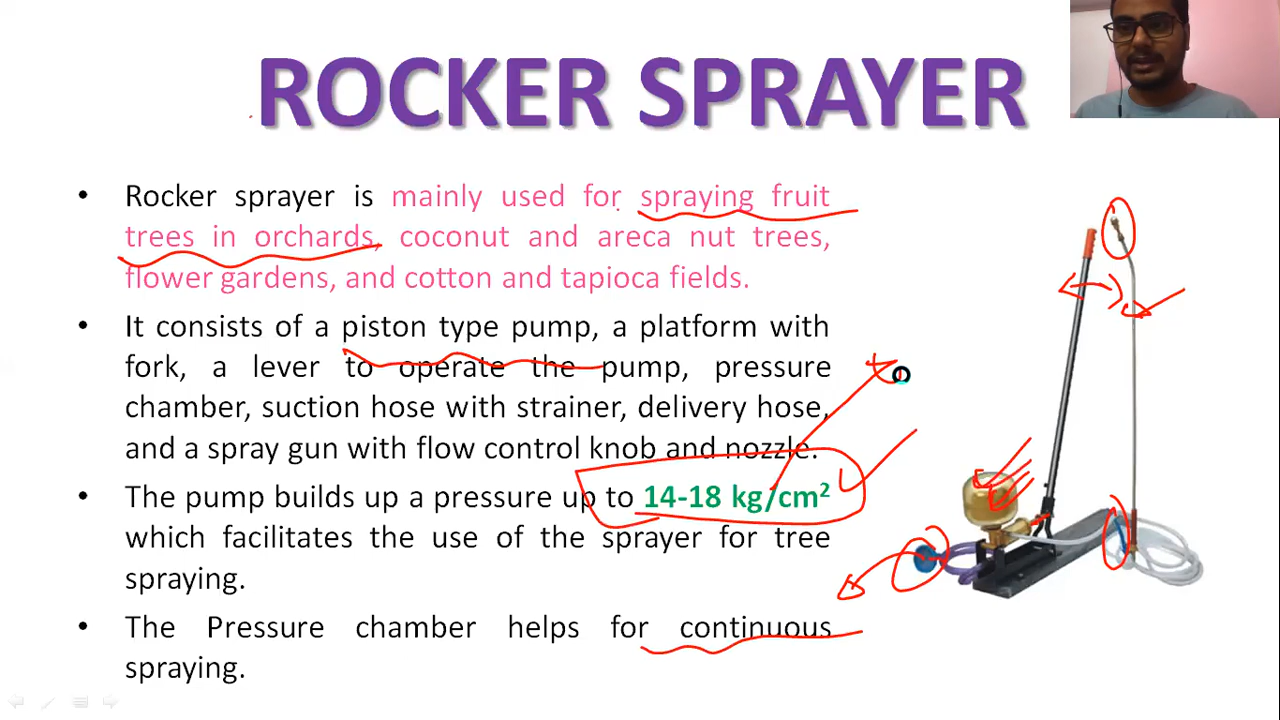 ROCKER SPRAYER
• Rocker sprayer is mainly used for spraying fruit
trees in orchards, coconut and areca nut trees,
flower gardens, and cotton and tapioca fields.
• It consists of a piston type pump, a platform with
fork, a lever to operate the pump, pressure
chamber, suction hose with strainer, delivery hose,
and a spray gun with flow control knob and nozzle.
• The pump builds up a pressure up to 14-18 kg/cm²
which facilitates the use of the sprayer for tree
spraying.
• The Pressure chamber helps for continuous
spraying.